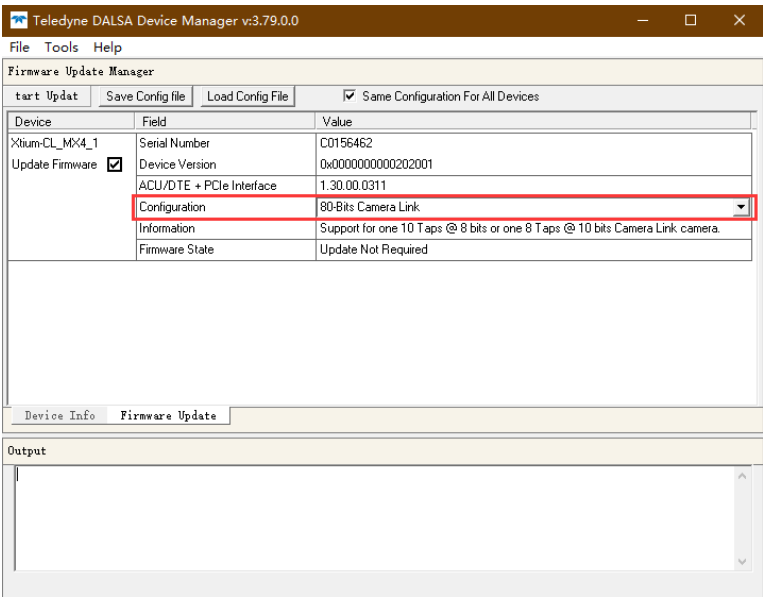 Teledyne DALSA Device Manager v:3.79.0.0
File Tools Help
Firmware Update Manager
tart Updat Save Config file Load Config File Same Configuration For All Devices
Device Field Value
Xtium-CL_MX4_1 Serial Number C0156462
Update Firmware Device Version 0x0000000000202001
ACU/DTE + PCIe Interface 1.30.00.0311
Configuration 80-Bits Camera Link
Information Support for one 10 Taps @ 8 bits or one 8 Taps @ 10 bits Camera Link camera.
Firmware State Update Not Required
Device Info Firmware Update
Output